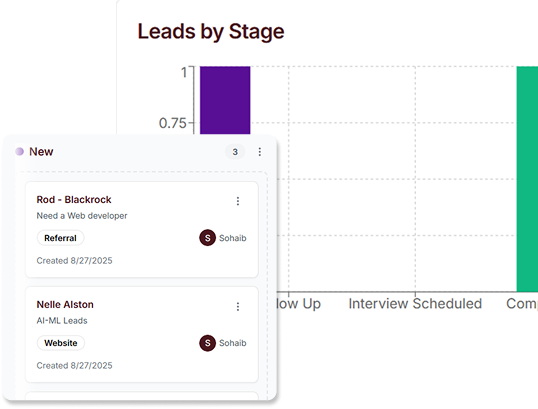 Leads by Stage
1
0.75
New
3
Rod - Blackrock
Need a Web developer
Referral
S
Sohaib
Created 8/27/2025
Nelle Alston
AI-ML Leads
Website
S
Sohaib
Created 8/27/2025
low Up
Interview Scheduled
Comp